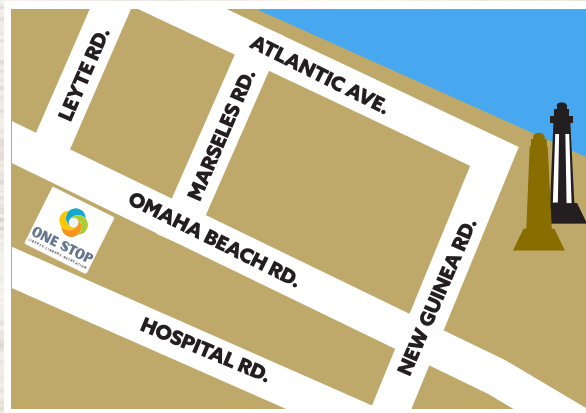 LEYTE RD.
ATLANTIC AVE.
MARSELES RD.
OMAHA BEACH RD.
NEW GUINEA RD.
ONE STOP
HOSPITAL RD.